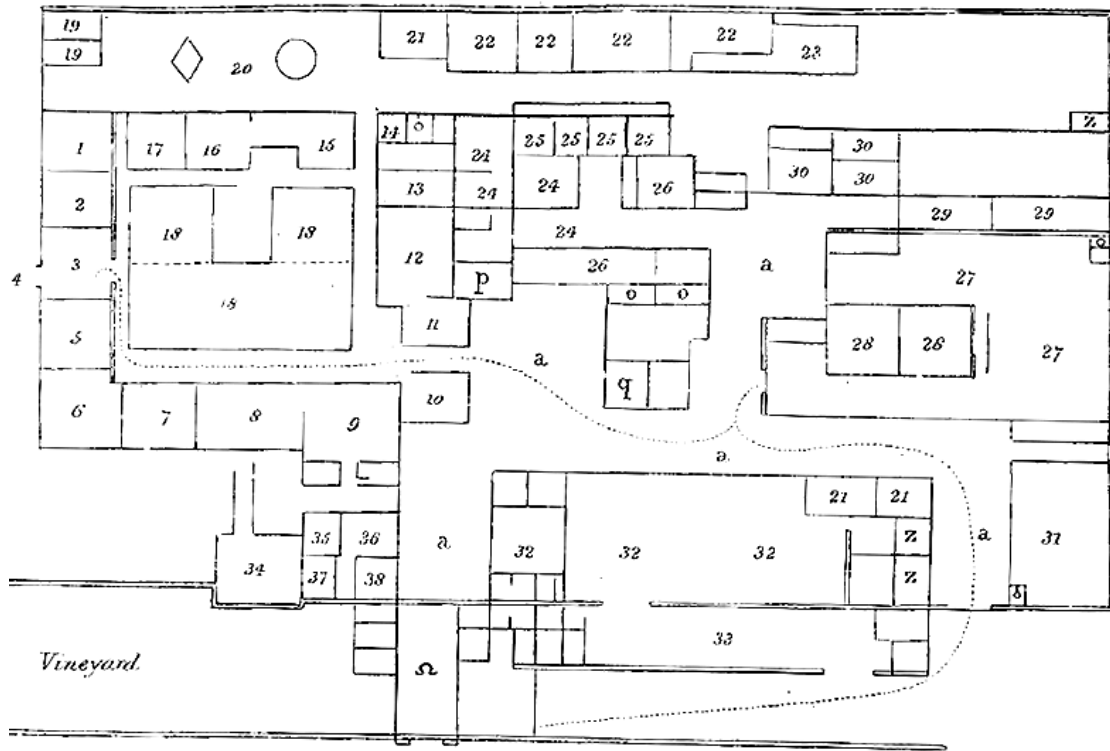 19
21 22 22 22 22
19 20 23
14 o z
1 17 16 15 24 25 25 25 25 30
13 24 24 26 30 30
2
18 18 29 29
3 12 24 o
4 26 a 27
p
18 o o
11
5 28 26 27
a
q
6 7 8 9 10
a
21 21
35 36 a 32 32 32 z a 31
34 37 38 z
o
33
Vineyard.
Ω